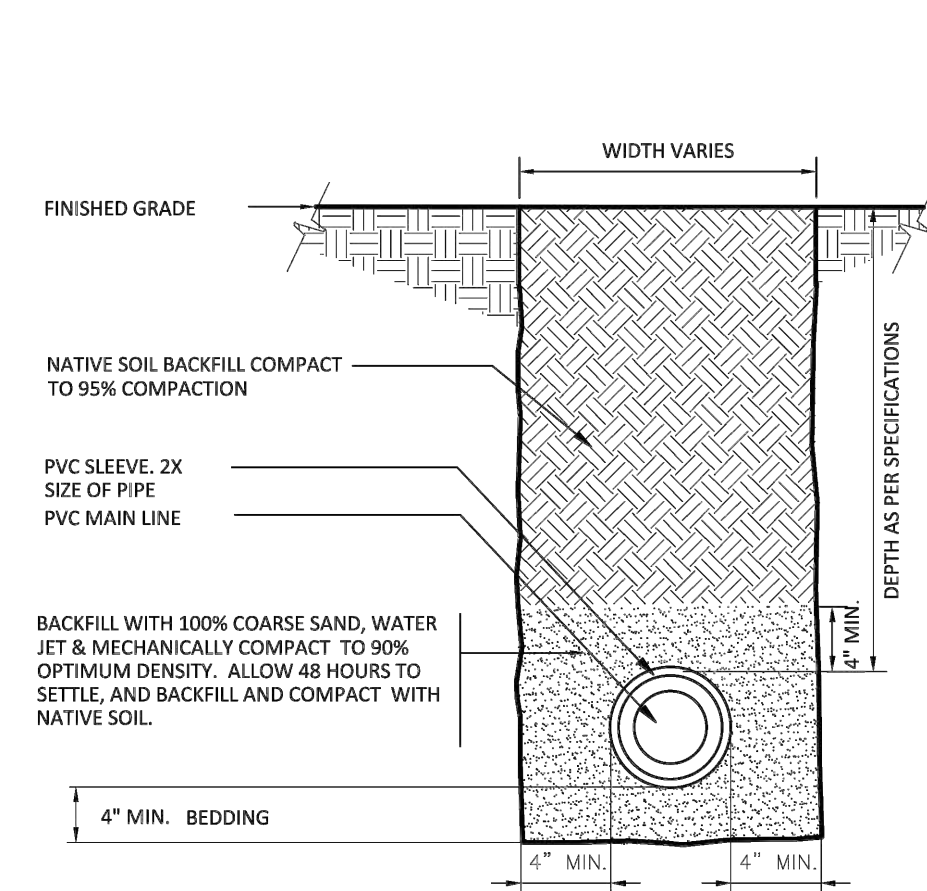 WIDTH VARIES
FINISHED GRADE
NATIVE SOIL BACKFILL COMPACT
TO 95% COMPACTION
PVC SLEEVE. 2X
SIZE OF PIPE
PVC MAIN LINE
DEPTH AS PER SPECIFICATIONS
BACKFILL WITH 100% COARSE SAND, WATER
JET & MECHANICALLY COMPACT TO 90%
OPTIMUM DENSITY. ALLOW 48 HOURS TO
SETTLE, AND BACKFILL AND COMPACT WITH
NATIVE SOIL.
4" MIN.
4" MIN. BEDDING
4" MIN.
4" MIN.